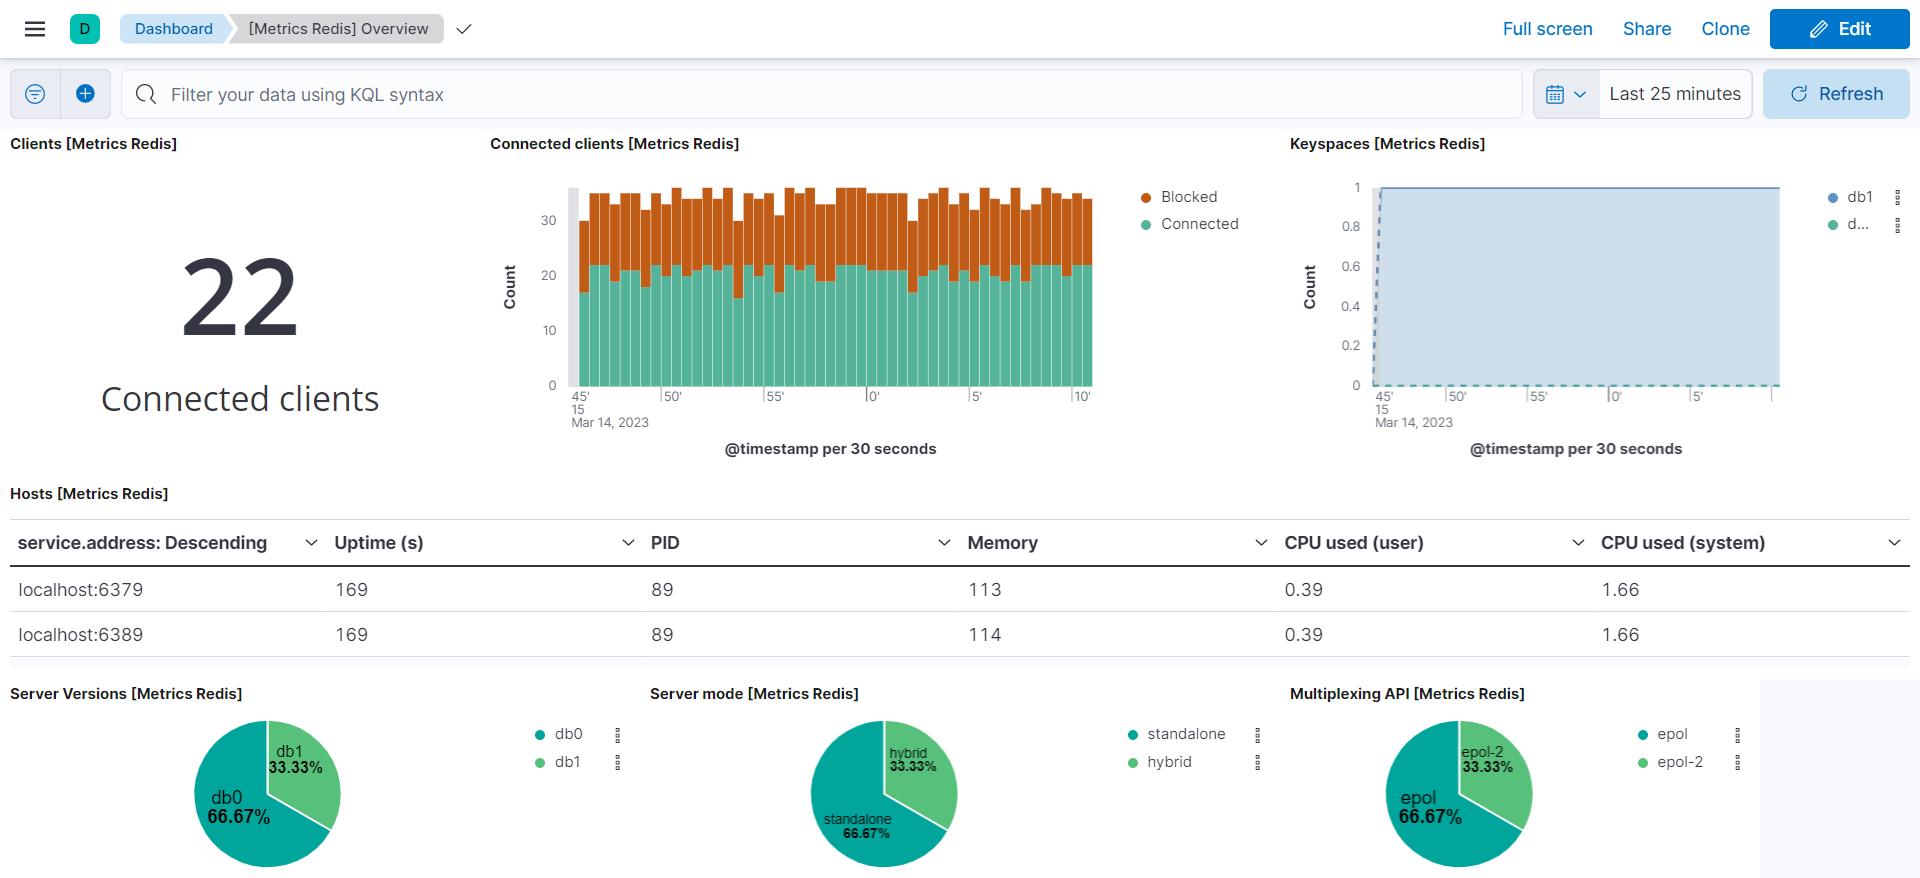 D
Dashboard
[Metrics Redis] Overview
Full screen
Share
Clone
Edit
Filter your data using KQL syntax
Last 25 minutes
Refresh
Clients [Metrics Redis]
22
Connected clients
Connected clients [Metrics Redis]
Count
30
20
10
0
45'
15
Mar 14, 2023
50'
55'
0'
5'
10'
@timestamp per 30 seconds
Blocked
Connected
Keyspaces [Metrics Redis]
Count
1
0.8
0.6
0.4
0.2
0
45'
15
Mar 14, 2023
50'
55'
0'
5'
@timestamp per 30 seconds
db1
d...
Hosts [Metrics Redis]
service.address: Descending Uptime (s) PID Memory CPU used (user) CPU used (system)
localhost:6379 169 89 113 0.39 1.66
localhost:6389 169 89 114 0.39 1.66
Server Versions [Metrics Redis]
db1
33.33%
db0
66.67%
db0
db1
Server mode [Metrics Redis]
hybrid
33.33%
standalone
66.67%
standalone
hybrid
Multiplexing API [Metrics Redis]
epol-2
33.33%
epol
66.67%
epol
epol-2